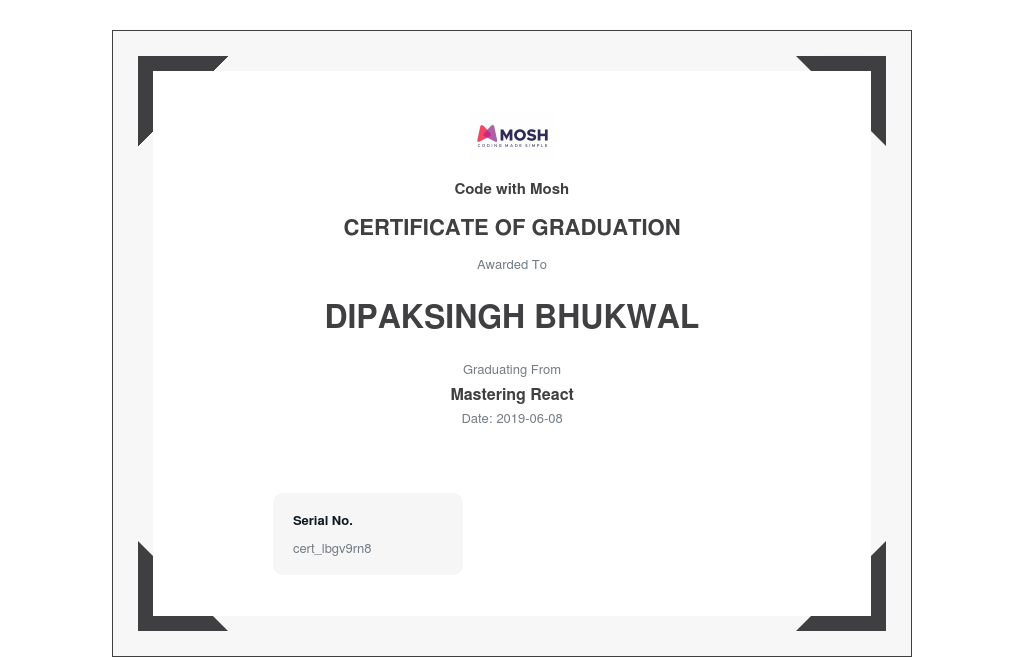 MOSH
CODING MADE SIMPLE
Code with Mosh
CERTIFICATE OF GRADUATION
Awarded To
DIPAKSINGH BHUKWAL
Graduating From
Mastering React
Date: 2019-06-08
Serial No.
cert_lbgv9rn8